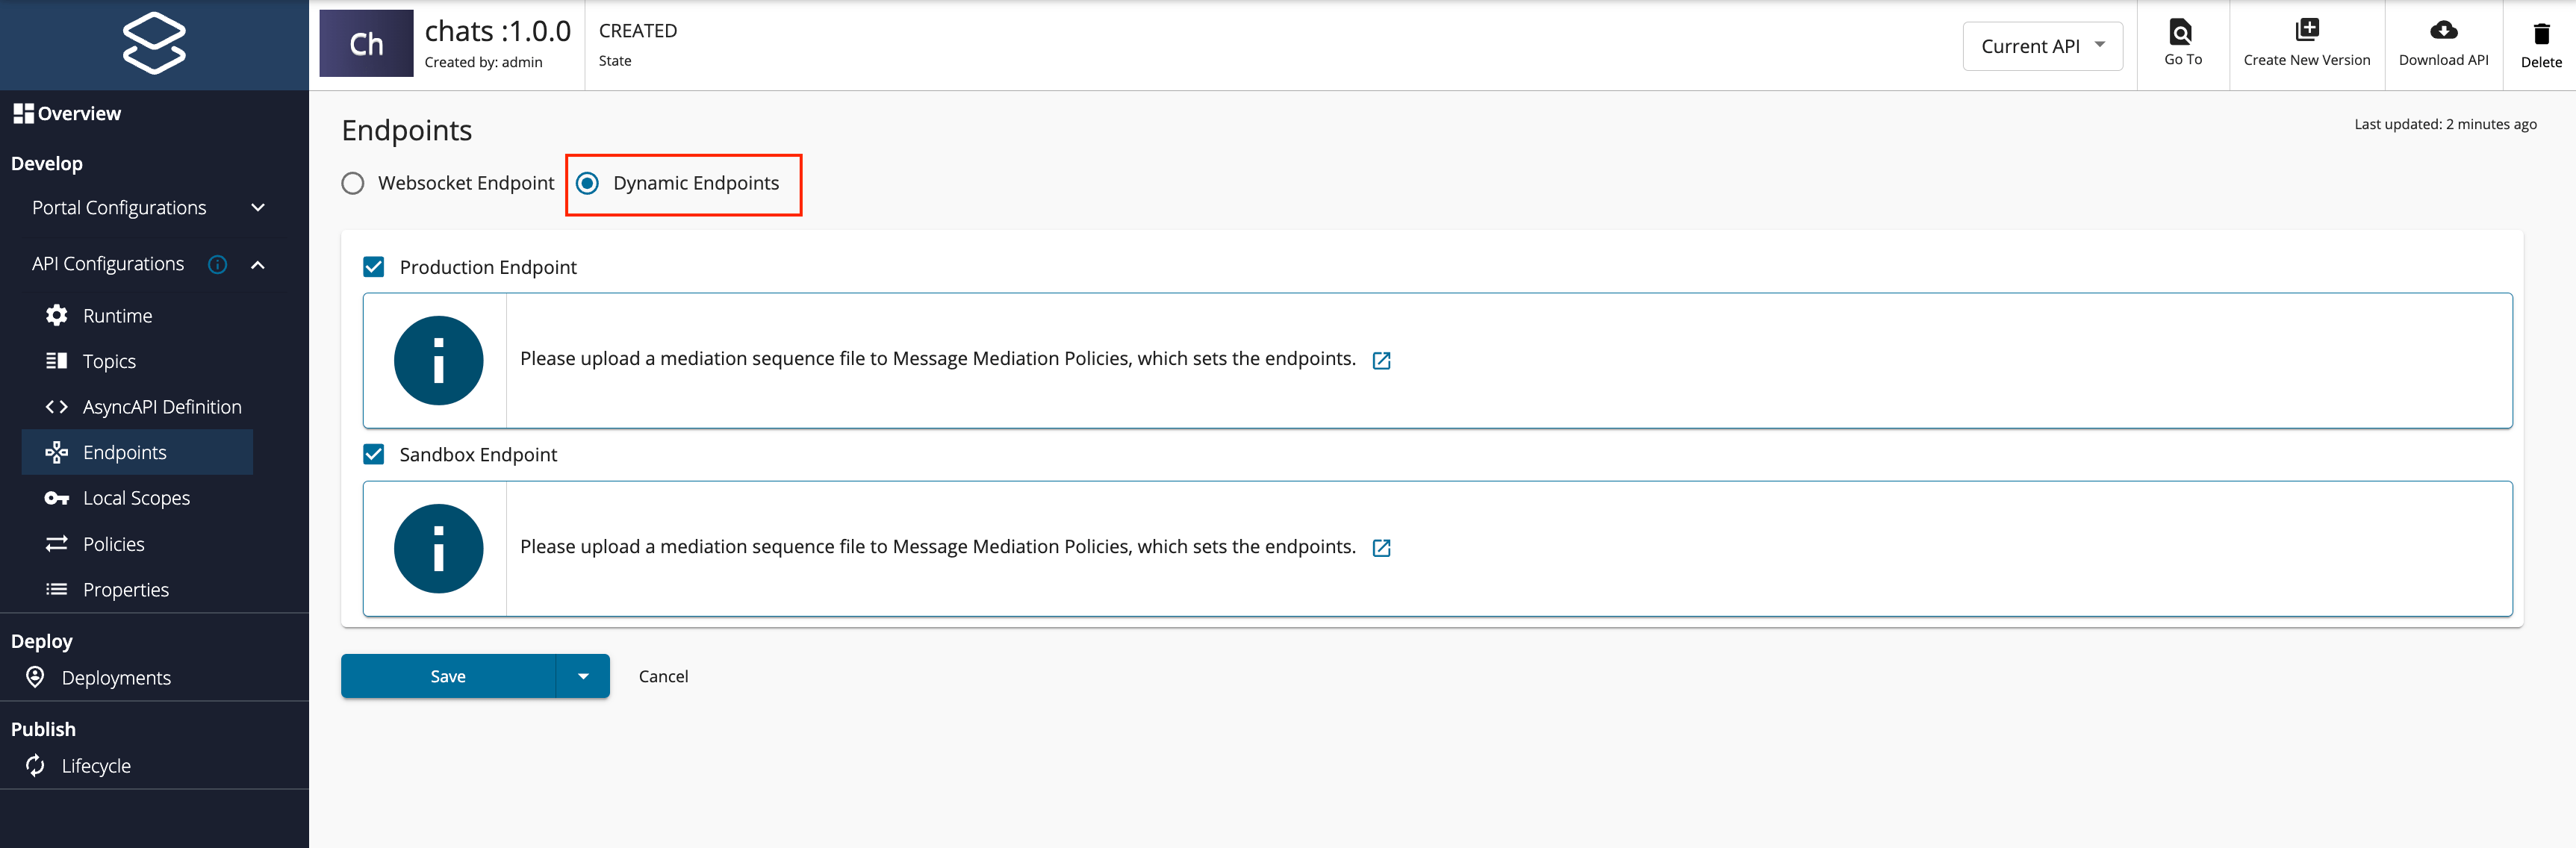 Ch
chats :1.0.0
Created by: admin
CREATED
State
Current API
Go To
Create New Version
Download API
Delete
Overview
Develop
Portal Configurations
API Configurations
Runtime
Topics
AsyncAPI Definition
Endpoints
Local Scopes
Policies
Properties
Deploy
Deployments
Publish
Lifecycle
Endpoints
Last updated: 2 minutes ago
Websocket Endpoint
Dynamic Endpoints
Production Endpoint
Please upload a mediation sequence file to Message Mediation Policies, which sets the endpoints.
Sandbox Endpoint
Please upload a mediation sequence file to Message Mediation Policies, which sets the endpoints.
Save
Cancel